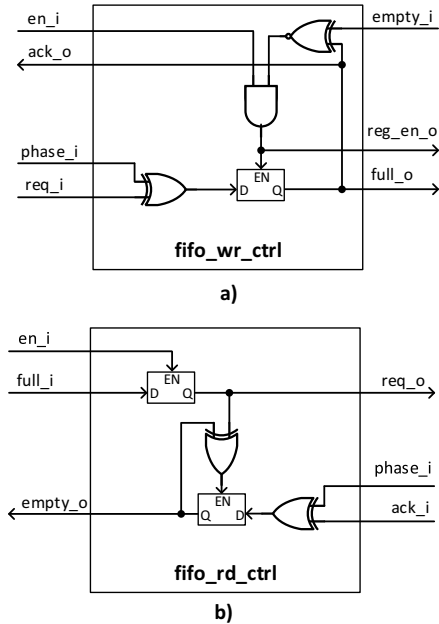 en_i
empty_i
ack_o
reg_en_o
phase_i
EN
full_o
req_i
D
Q
fifo_wr_ctrl
a)
en_i
EN
full_i
D
Q
req_o
phase_i
empty_o
EN
Q
D
ack_i
fifo_rd_ctrl
b)